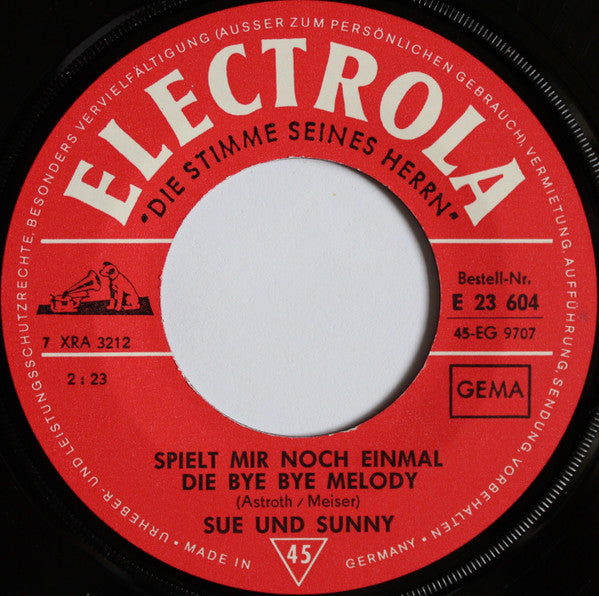 URHEBER- UND LEISTUNGSSCHUTZRECHTE, BESONDERS VERVIELFÄLTIGUNG (AUSSER ZUM PERSÖNLICHEN GEBRAUCH), VERMIETUNG, AUFFÜHRUNG, SENDUNG, VORBEHALTEN
ELECTROLA
"DIE STIMME SEINES HERRN"
Bestell-Nr.
E 23 604
7 XRA 3212
45-EG 9707
2:23
GEMA
SPIELT MIR NOCH EINMAL
DIE BYE BYE MELODY
(Astroth / Meiser)
SUE UND SUNNY
• MADE IN 45 GERMANY •